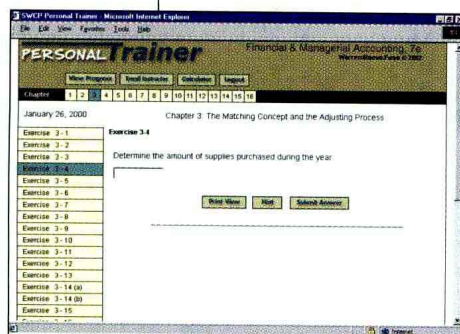 SWCP Personal Trainer - Microsoft Internet Explorer
File Edit View Favorites Tools Help
PERSONAL Trainer
Financial & Managerial Accounting, 7e
Warren Reeve Fess © 2002
View Progress Email Instructor Calculator Logout
Chapter 1 2 3 4 5 6 7 8 9 10 11 12 13 14 15 16
January 26, 2000
Chapter 3: The Matching Concept and the Adjusting Process
Exercise 3-1
Exercise 3-2
Exercise 3-3
Exercise 3-4
Exercise 3-5
Exercise 3-6
Exercise 3-7
Exercise 3-8
Exercise 3-9
Exercise 3-10
Exercise 3-11
Exercise 3-12
Exercise 3-13
Exercise 3-14 (a)
Exercise 3-14 (b)
Exercise 3-15
Exercise 3-4
Determine the amount of supplies purchased during the year
Print View Hint Submit Answer
Internet